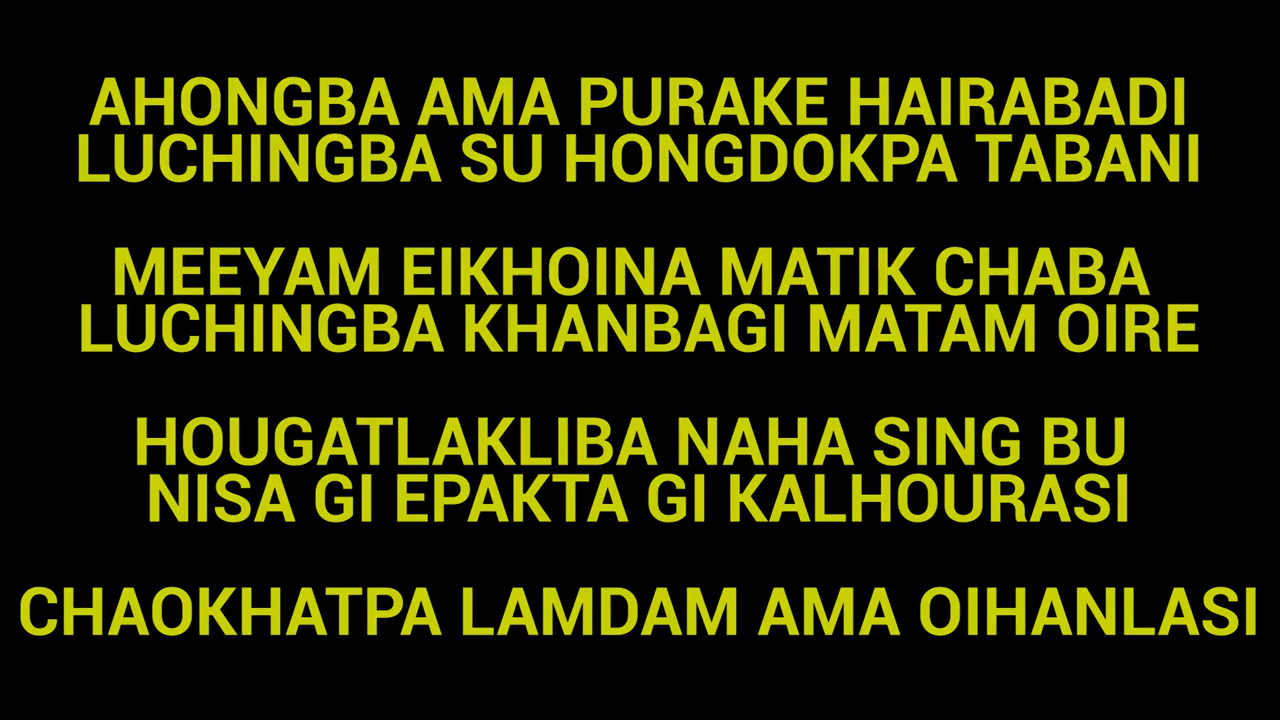 AHONGBA AMA PURAKE HAIRABADI
LUCHINGBA SU HONGDOKPA TABANI
MEEYAM EIKHOINA MATIK CHABA
LUCHINGBA KHANBAGI MATAM OIRE
HOUGATLAKLIBA NAHA SING BU
NISA GI EPAKTA GI KALHOURASI
CHAOKHATPA LAMDAM AMA OIHANLASI